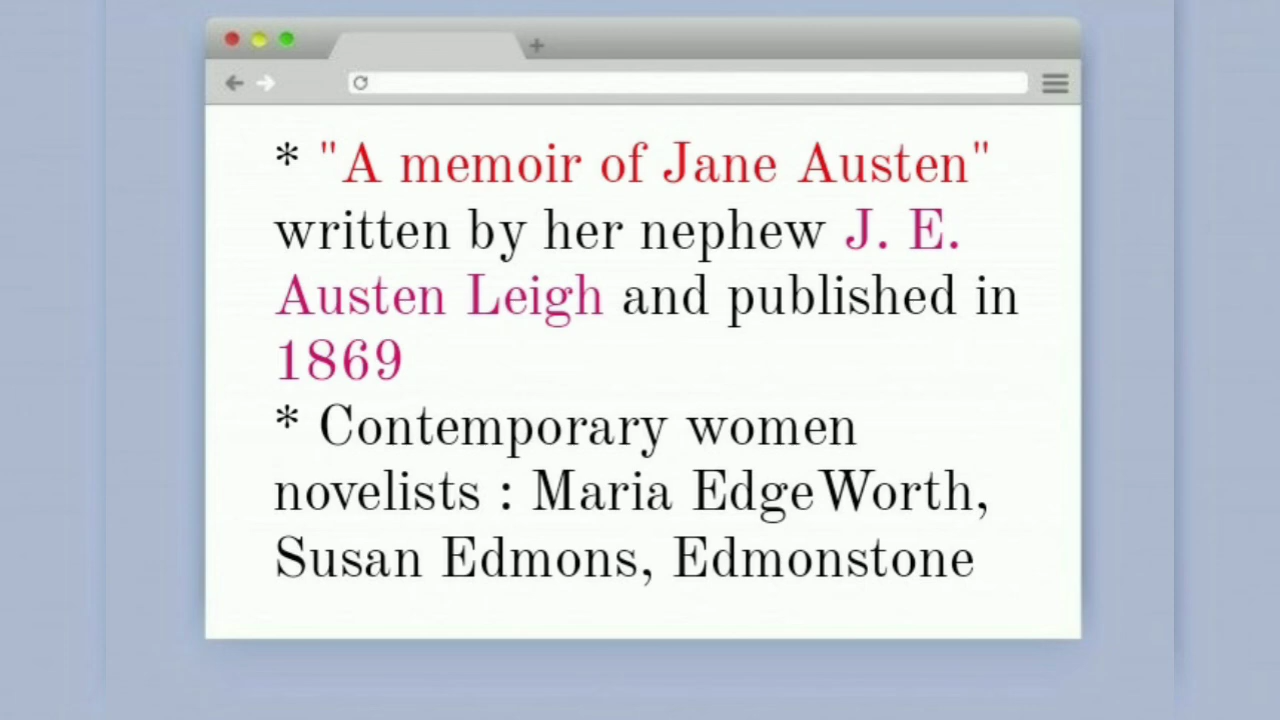 * "A memoir of Jane Austen"
written by her nephew J. E.
Austen Leigh and published in
1869
* Contemporary women
novelists : Maria EdgeWorth,
Susan Edmons, Edmonstone